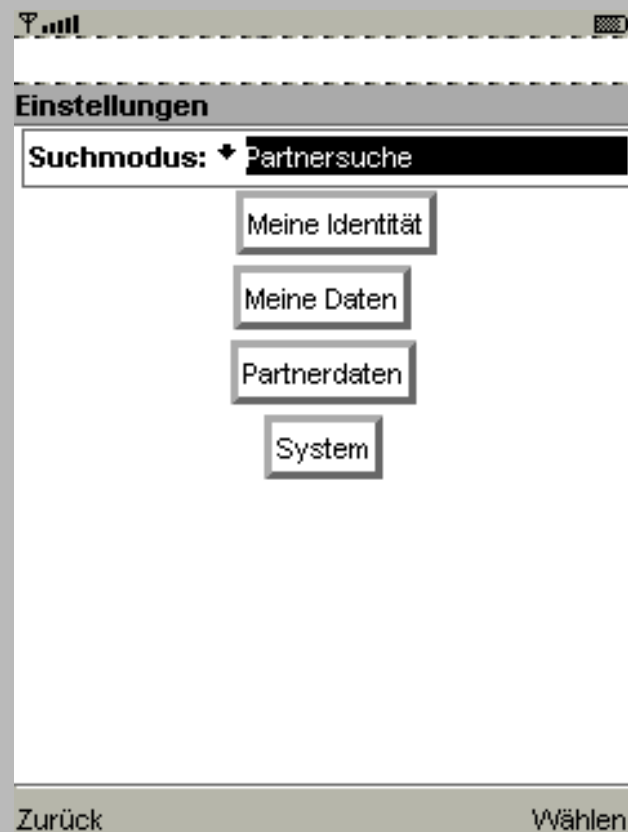 Einstellungen
Suchmodus: Partnersuche
Meine Identität
Meine Daten
Partnerdaten
System
Zurück Wählen